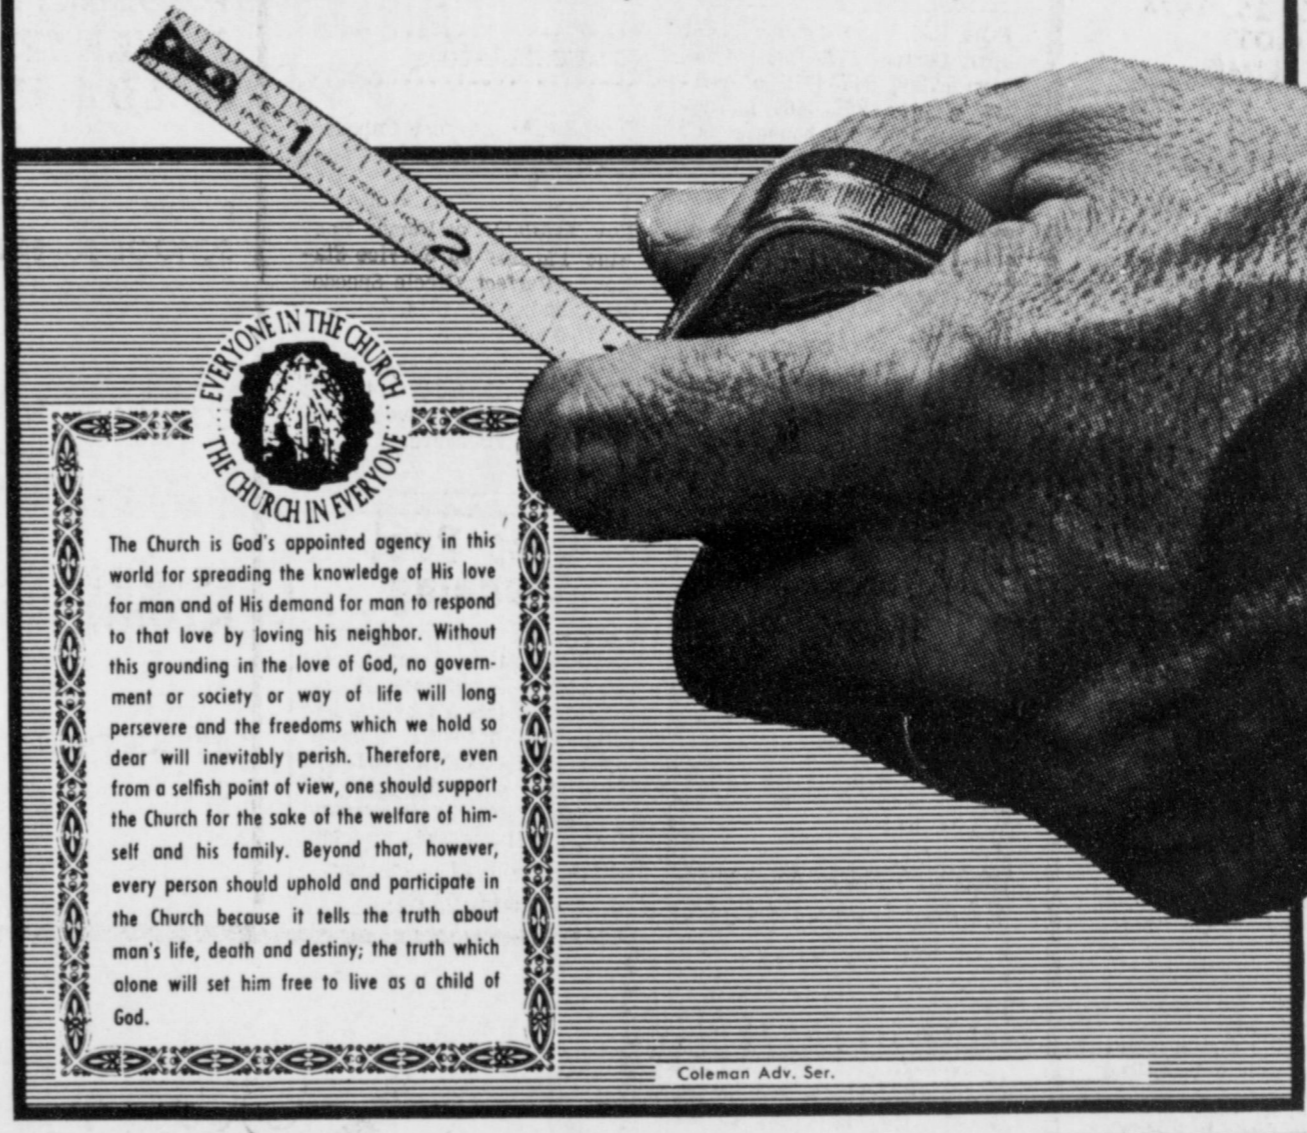 FEET
INCH
1
TRU ZERO HOOK
2
EVERYONE IN THE CHURCH
THE CHURCH IN EVERYONE
The Church is God's appointed agency in this
world for spreading the knowledge of His love
for man and of His demand for man to respond
to that love by loving his neighbor. Without
this grounding in the love of God, no govern-
ment or society or way of life will long
persevere and the freedoms which we hold so
dear will inevitably perish. Therefore, even
from a selfish point of view, one should support
the Church for the sake of the welfare of him-
self and his family. Beyond that, however,
every person should uphold and participate in
the Church because it tells the truth about
man's life, death and destiny; the truth which
alone will set him free to live as a child of
God.
Coleman Adv. Ser.